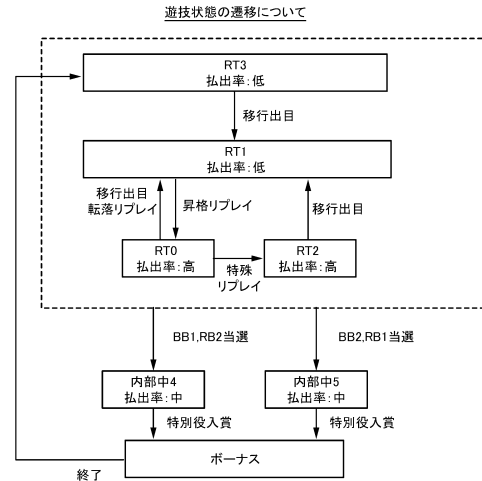 遊技状態の遷移について
RT3
払出率:低
移行出目
RT1
払出率:低
移行出目
転落リプレイ
昇格リプレイ
移行出目
RT0
払出率:高
特殊
リプレイ
RT2
払出率:高
BB1,RB2当選
BB2,RB1当選
内部中4
払出率:中
内部中5
払出率:中
特別役入賞
特別役入賞
ボーナス
終了